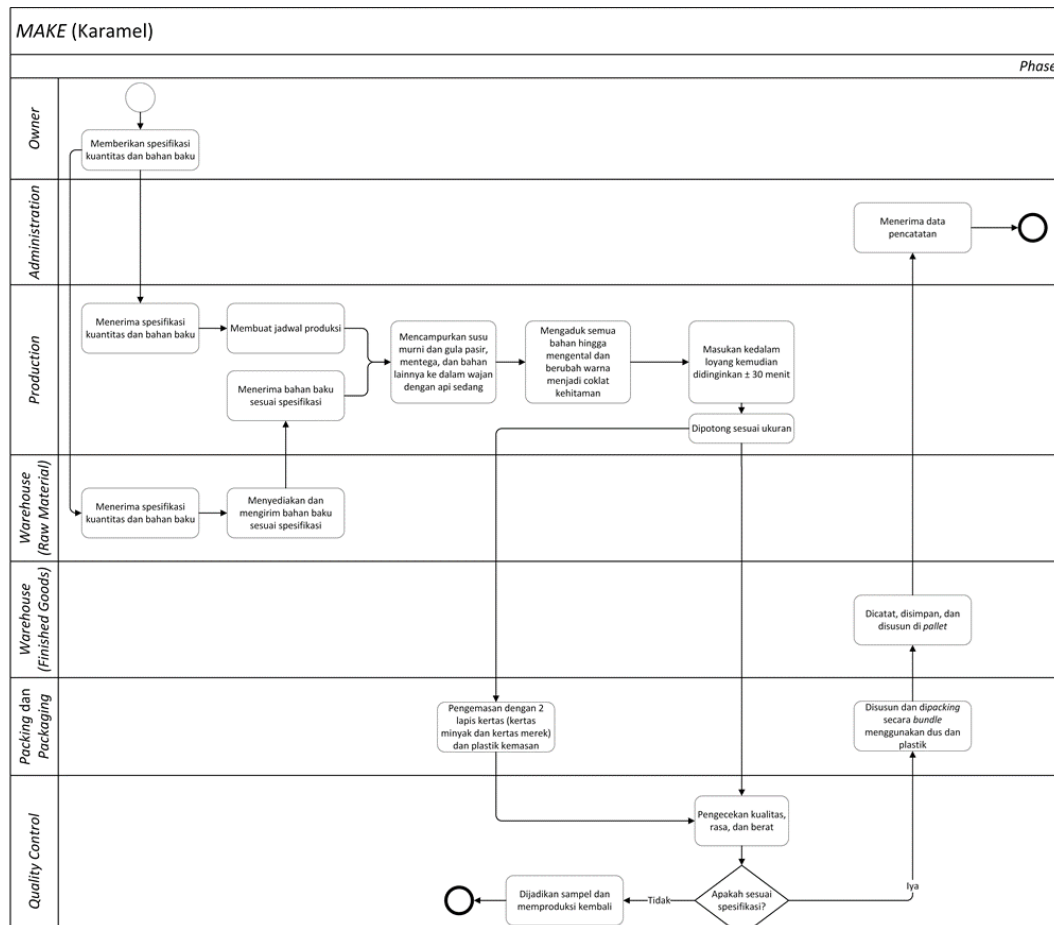 MAKE (Karamel)
Phase
Owner
Memberikan spesifikasi
kuantitas dan bahan baku
Administration
Menerima data
pencatatan
Production
Menerima spesifikasi
kuantitas dan bahan baku
Membuat jadwal produksi
Menerima bahan baku
sesuai spesifikasi
Mencampurkan susu
murni dan gula pasir,
mentega, dan bahan
lainnya ke dalam wajan
dengan api sedang
Mengaduk semua
bahan hingga
mengental dan
berubah warna
menjadi coklat
kehitaman
Masukan kedalam
loyang kemudian
didinginkan ± 30 menit
Dipotong sesuai ukuran
Warehouse
(Raw Material)
Menerima spesifikasi
kuantitas dan bahan baku
Menyediakan dan
mengirim bahan baku
sesuai spesifikasi
Warehouse
(Finished Goods)
Dicatat, disimpan, dan
disusun di pallet
Packing dan
Packaging
Pengemasan dengan 2
lapis kertas (kertas
minyak dan kertas merek)
dan plastik kemasan
Disusun dan dipacking
secara bundle
menggunakan dus dan
plastik
Quality Control
Pengecekan kualitas,
rasa, dan berat
Apakah sesuai
spesifikasi?
Tidak
Iya
Dijadikan sampel dan
memproduksi kembali